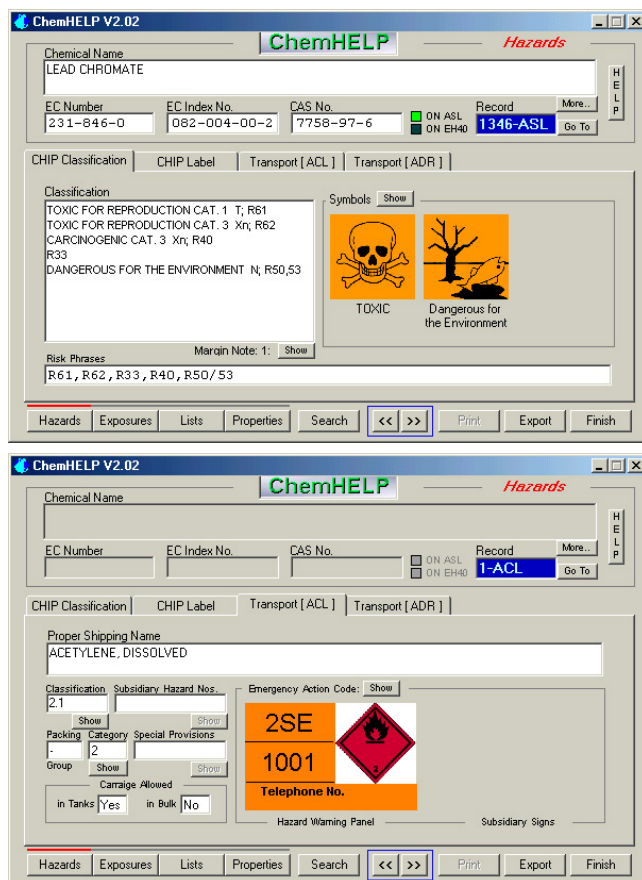 ChemHELP V2.02
ChemHELP
Hazards
Chemical Name
LEAD CHROMATE
HELP
EC Number EC Index No. CAS No. ON ASL Record More..
231-846-0 082-004-00-2 7758-97-6 ON EH40 1346-ASL Go To
CHIP Classification CHIP Label Transport [ ACL ] Transport [ ADR ]
Classification
TOXIC FOR REPRODUCTION CAT. 1 T; R61
TOXIC FOR REPRODUCTION CAT. 3 Xn; R62
CARCINOGENIC CAT. 3 Xn; R40
R33
DANGEROUS FOR THE ENVIRONMENT N; R50,53
Symbols Show
TOXIC
Dangerous for
the Environment
Margin Note: 1: Show
Risk Phrases
R61,R62,R33,R40,R50/53
Hazards Exposures Lists Properties Search << >> Print Export Finish
ChemHELP V2.02
ChemHELP
Hazards
Chemical Name
HELP
EC Number EC Index No. CAS No. ON ASL Record More..
ON EH40 1-ACL Go To
CHIP Classification CHIP Label Transport [ ACL ] Transport [ ADR ]
Proper Shipping Name
ACETYLENE, DISSOLVED
Classification Subsidiary Hazard Nos.
2.1
Show Show
Packing Category Special Provisions
- 2
Group Show Show
Carraige Allowed
in Tanks Yes in Bulk No
Emergency Action Code: Show
2SE
1001
2
Telephone No.
Hazard Warning Panel Subsidiary Signs
Hazards Exposures Lists Properties Search << >> Print Export Finish